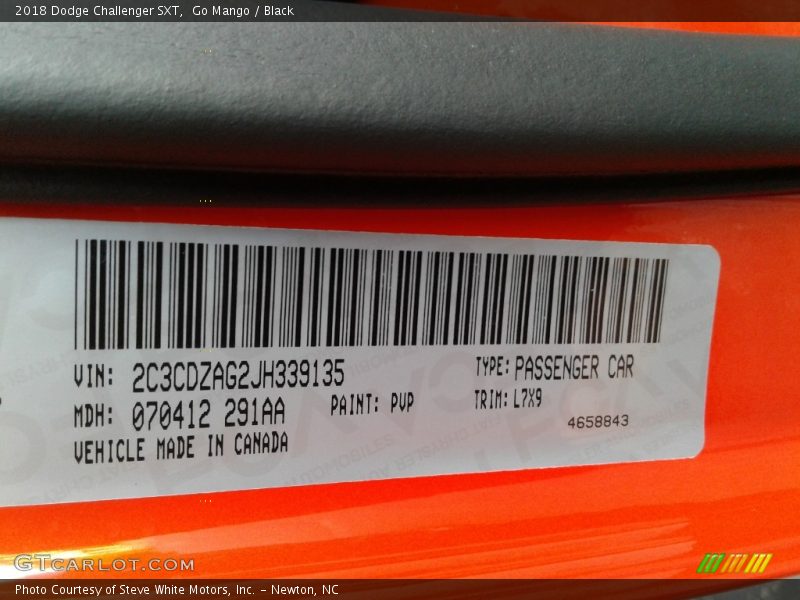 2018 Dodge Challenger SXT, Go Mango / Black
VIN: 2C3CDZAG2JH339135
TYPE: PASSENGER CAR
MDH: 070412 291AA
PAINT: PVP
TRIM: L7X9
4658843
VEHICLE MADE IN CANADA
GTCARLOT.COM
Photo Courtesy of Steve White Motors, Inc. – Newton, NC